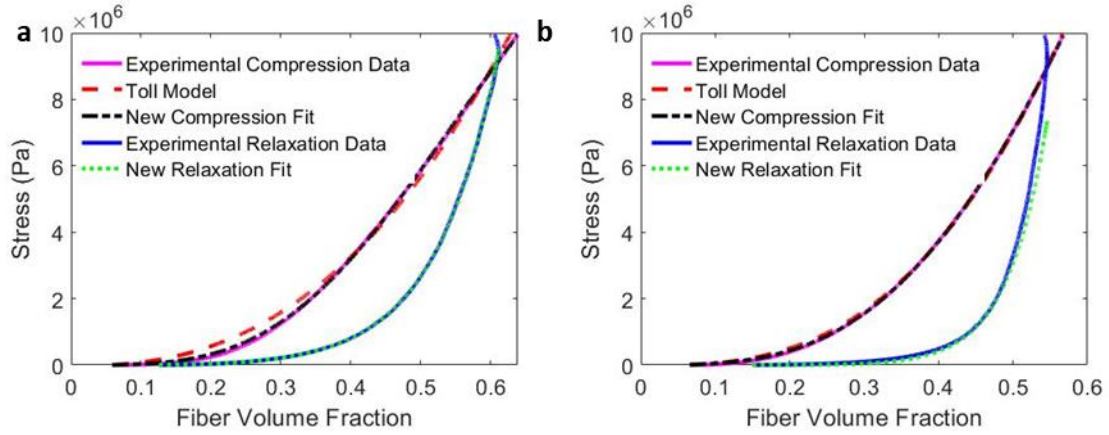 a
×10⁶
10
8
6
4
2
0
Stress (Pa)
Experimental Compression Data
Toll Model
New Compression Fit
Experimental Relaxation Data
New Relaxation Fit
0 0.1 0.2 0.3 0.4 0.5 0.6
Fiber Volume Fraction
b
×10⁶
10
8
6
4
2
0
Stress (Pa)
Experimental Compression Data
Toll Model
New Compression Fit
Experimental Relaxation Data
New Relaxation Fit
0 0.1 0.2 0.3 0.4 0.5 0.6
Fiber Volume Fraction